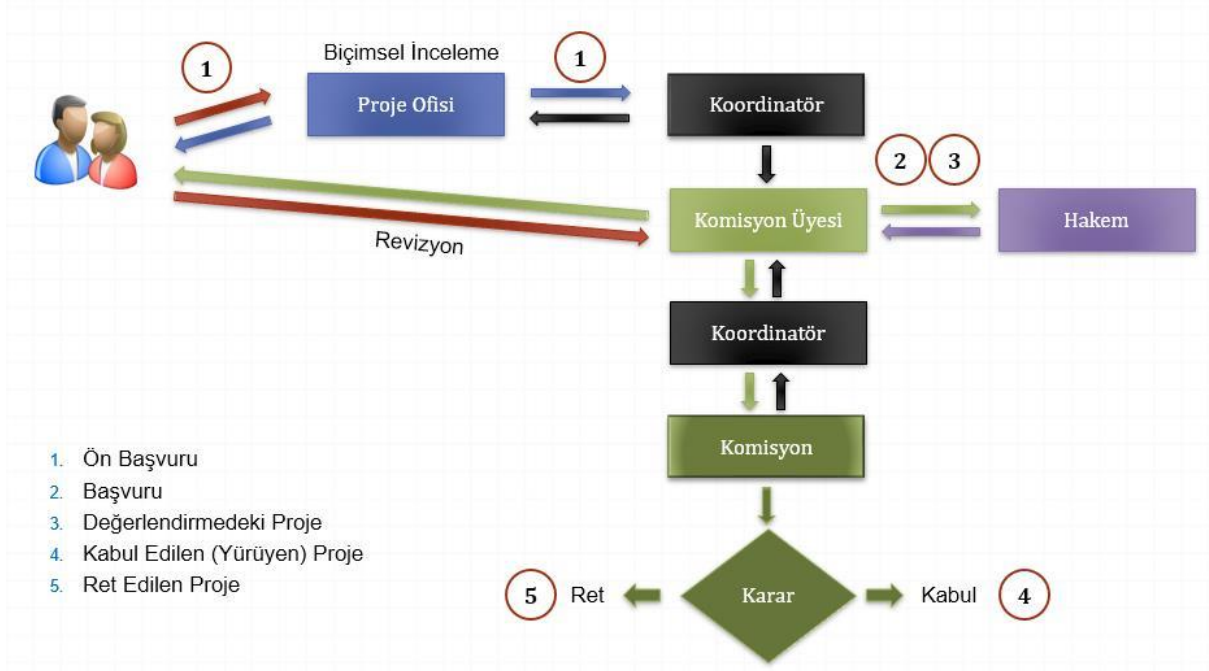 Biçimsel İnceleme
1
1
Proje Ofisi
Koordinatör
2
3
Komisyon Üyesi
Hakem
Revizyon
Koordinatör
Komisyon
1. Ön Başvuru
2. Başvuru
3. Değerlendirmedeki Proje
4. Kabul Edilen (Yürüyen) Proje
5. Ret Edilen Proje
5
Ret
Karar
Kabul
4